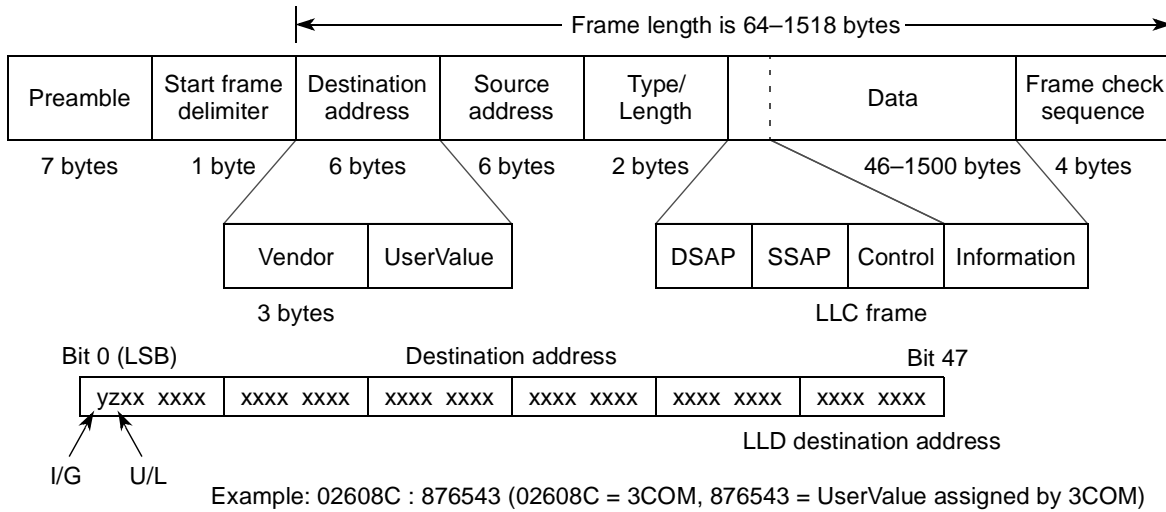 Frame length is 64–1518 bytes
Preamble
Start frame
delimiter
Destination
address
Source
address
Type/
Length
Data
Frame check
sequence
7 bytes
1 byte
6 bytes
6 bytes
2 bytes
46–1500 bytes
4 bytes
Vendor
UserValue
DSAP
SSAP
Control
Information
3 bytes
LLC frame
Bit 0 (LSB)
Destination address
Bit 47
yzxx xxxx
xxxx xxxx
xxxx xxxx
xxxx xxxx
xxxx xxxx
xxxx xxxx
LLD destination address
I/G
U/L
Example: 02608C : 876543 (02608C = 3COM, 876543 = UserValue assigned by 3COM)